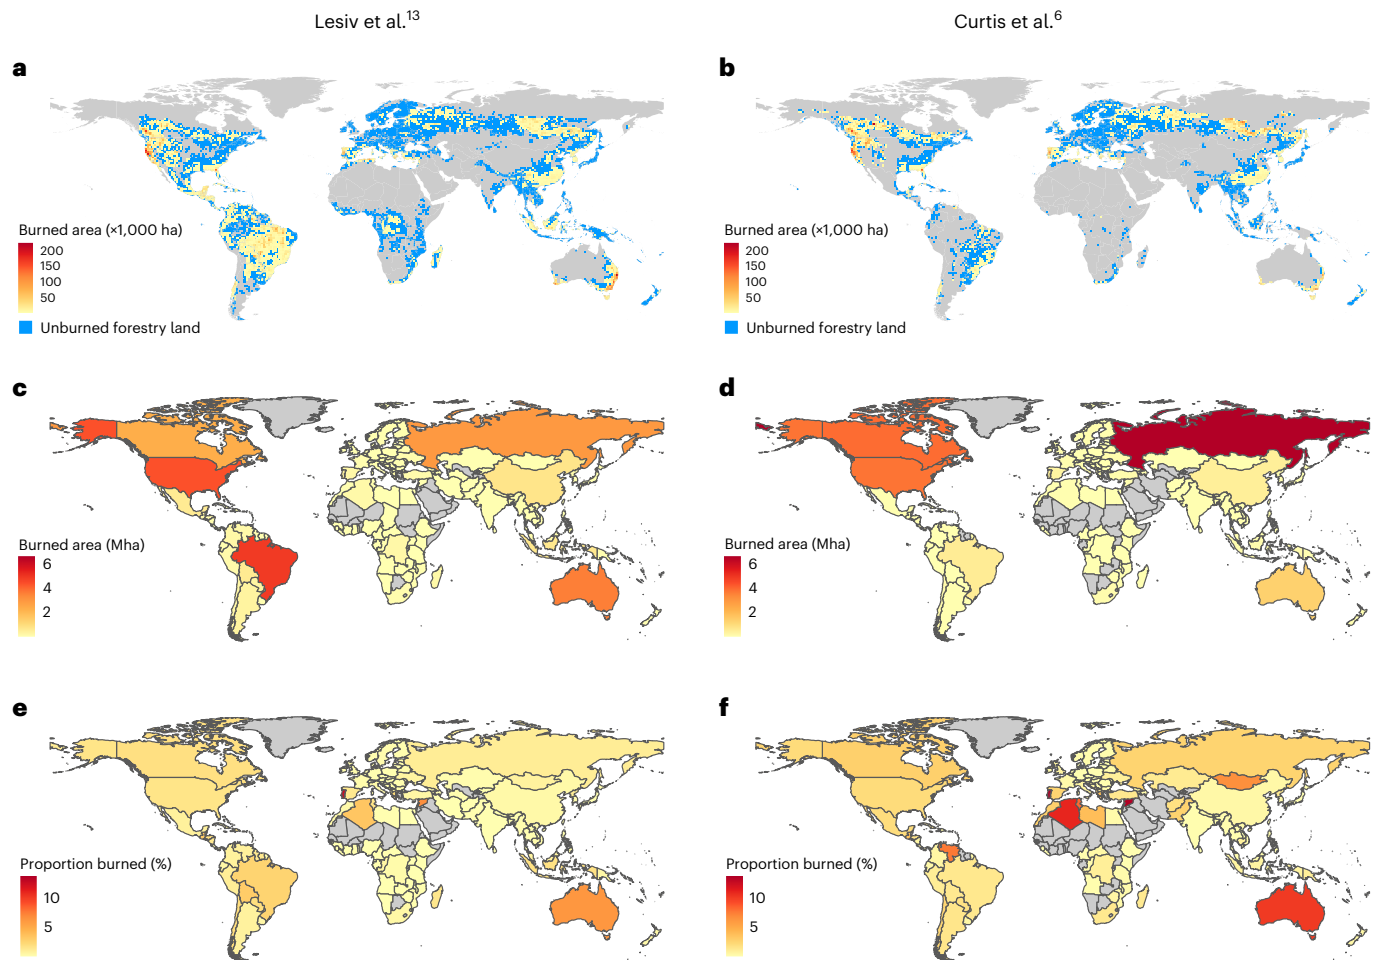 Lesiv et al.13
Curtis et al.6
a
b
Burned area (×1,000 ha)
200
150
100
50
Unburned forestry land
Burned area (×1,000 ha)
200
150
100
50
Unburned forestry land
c
d
Burned area (Mha)
6
4
2
Burned area (Mha)
6
4
2
e
f
Proportion burned (%)
10
5
Proportion burned (%)
10
5